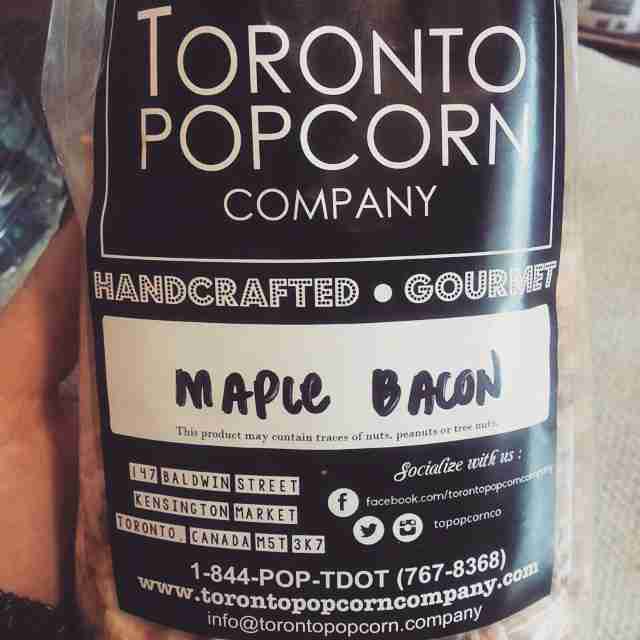 TORONTO
POPCORN
COMPANY
HANDCRAFTED • GOURMET
MAPLE BACON
This product may contain traces of nuts, peanuts or tree nuts.
147 BALDWIN STREET
KENSINGTON MARKET
TORONTO, CANADA M5T 3K7
Socialize with us :
facebook.com/torontopopcorncompany
topopcornco
1-844-POP-TDOT (767-8368)
www.torontopopcorncompany.com
info@torontopopcorn.company